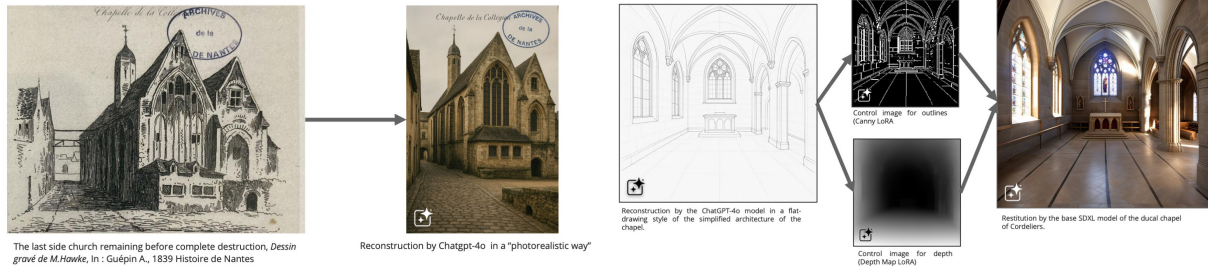 Chapelle de la Colleg
ARCHIVES
de la
DE NANTES
The last side church remaining before complete destruction, Dessin
gravé de M.Hawke, In : Guépin A., 1839 Histoire de Nantes
Chapelle de la Colleg
ARCHIVES
de la
DE NANTES
Reconstruction by Chatgpt-4o in a "photorealistic way"
Reconstruction by the ChatGPT-4o model in a flat-
drawing style of the simplified architecture of the
chapel.
Control image for outlines
(Canny LoRA
Control image for depth
(Depth Map LoRA)
Restitution by the base SDXL model of the ducal chapel
of Cordeliers.